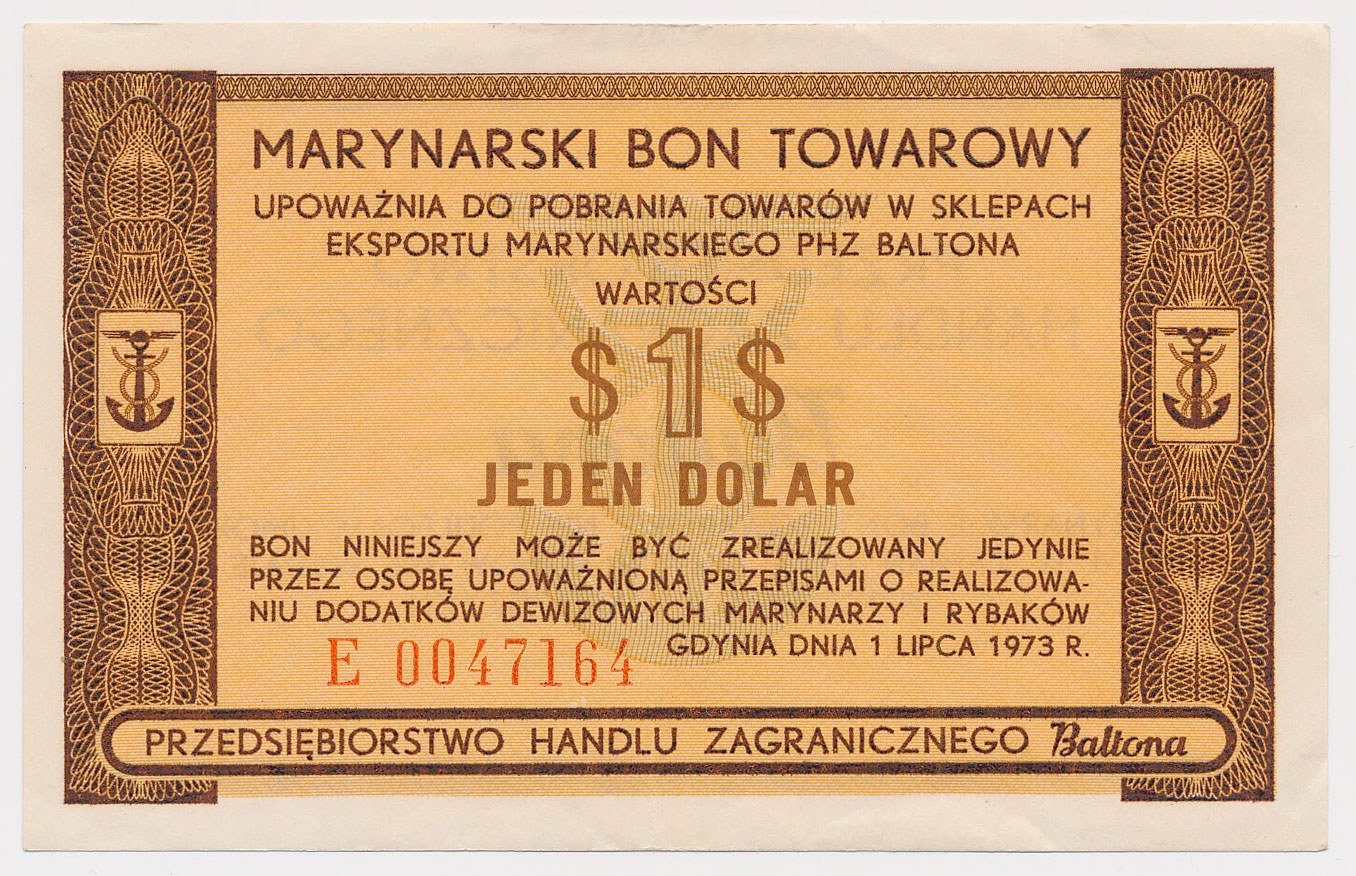 MARYNARSKI BON TOWAROWY
UPOWAŻNIA DO POBRANIA TOWARÓW W SKLEPACH
EKSPORTU MARYNARSKIEGO PHZ BALTONA
WARTOŚCI
$ 1 $
JEDEN DOLAR
BON NINIEJSZY MOŻE BYĆ ZREALIZOWANY JEDYNIE
PRZEZ OSOBĘ UPOWAŻNIONĄ PRZEPISAMI O REALIZOWA-
NIU DODATKÓW DEWIZOWYCH MARYNARZY I RYBAKÓW
GDYNIA DNIA 1 LIPCA 1973 R.
E 0047164
PRZEDSIĘBIORSTWO HANDLU ZAGRANICZNEGO Baltona